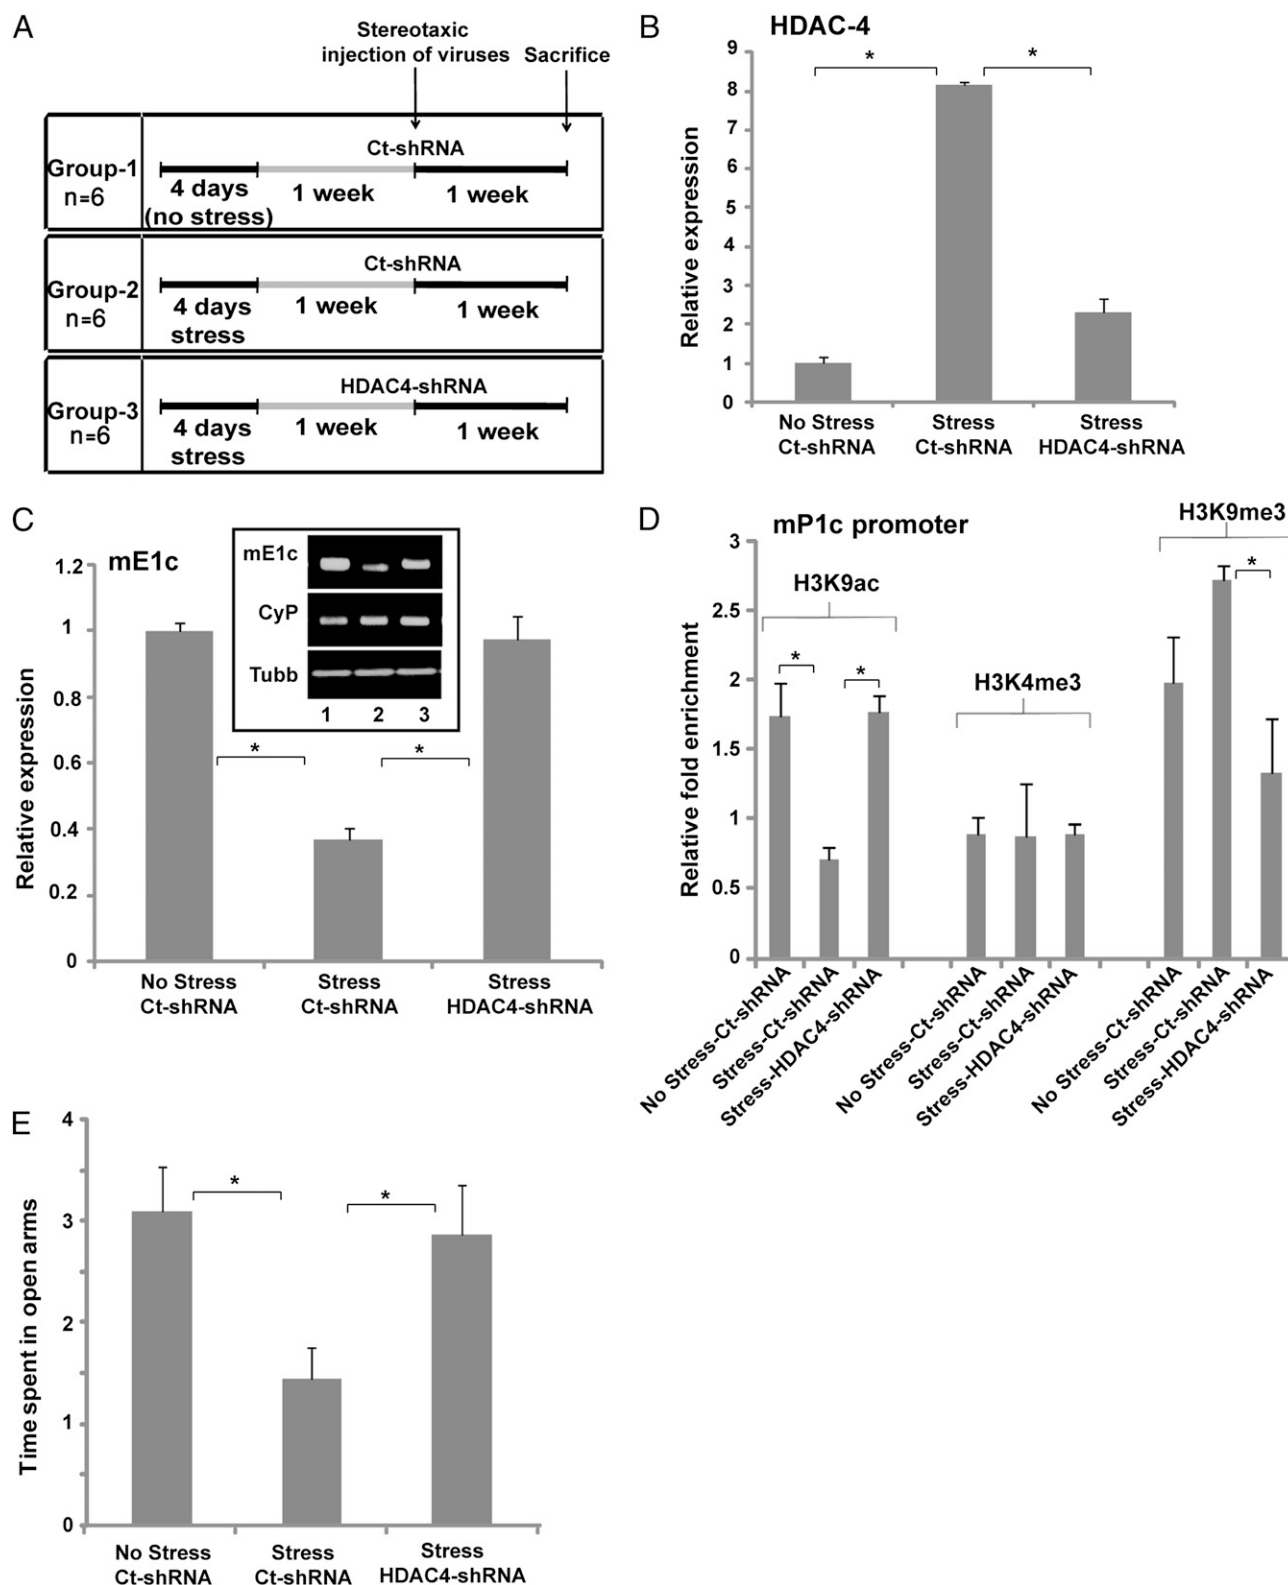 A
Stereotaxic
injection of viruses
Sacrifice
Group-1
n=6
Ct-shRNA
4 days
(no stress)
1 week
1 week
Group-2
n=6
Ct-shRNA
4 days
stress
1 week
1 week
Group-3
n=6
HDAC4-shRNA
4 days
stress
1 week
1 week
B
HDAC-4
Relative expression
9
8
7
6
5
4
3
2
1
0
*
*
No Stress
Ct-shRNA
Stress
Ct-shRNA
Stress
HDAC4-shRNA
C
mE1c
Relative expression
1.2
1
0.8
0.6
0.4
0.2
0
mE1c
CyP
Tubb
1 2 3
*
*
No Stress
Ct-shRNA
Stress
Ct-shRNA
Stress
HDAC4-shRNA
D
mP1c promoter
Relative fold enrichment
3
2.5
2
1.5
1
0.5
0
H3K9ac
*
*
H3K4me3
H3K9me3
*
No Stress-Ct-shRNA
Stress-Ct-shRNA
Stress-HDAC4-shRNA
No Stress-Ct-shRNA
Stress-Ct-shRNA
Stress-HDAC4-shRNA
No Stress-Ct-shRNA
Stress-Ct-shRNA
Stress-HDAC4-shRNA
E
Time spent in open arms
4
3
2
1
0
*
*
No Stress
Ct-shRNA
Stress
Ct-shRNA
Stress
HDAC4-shRNA